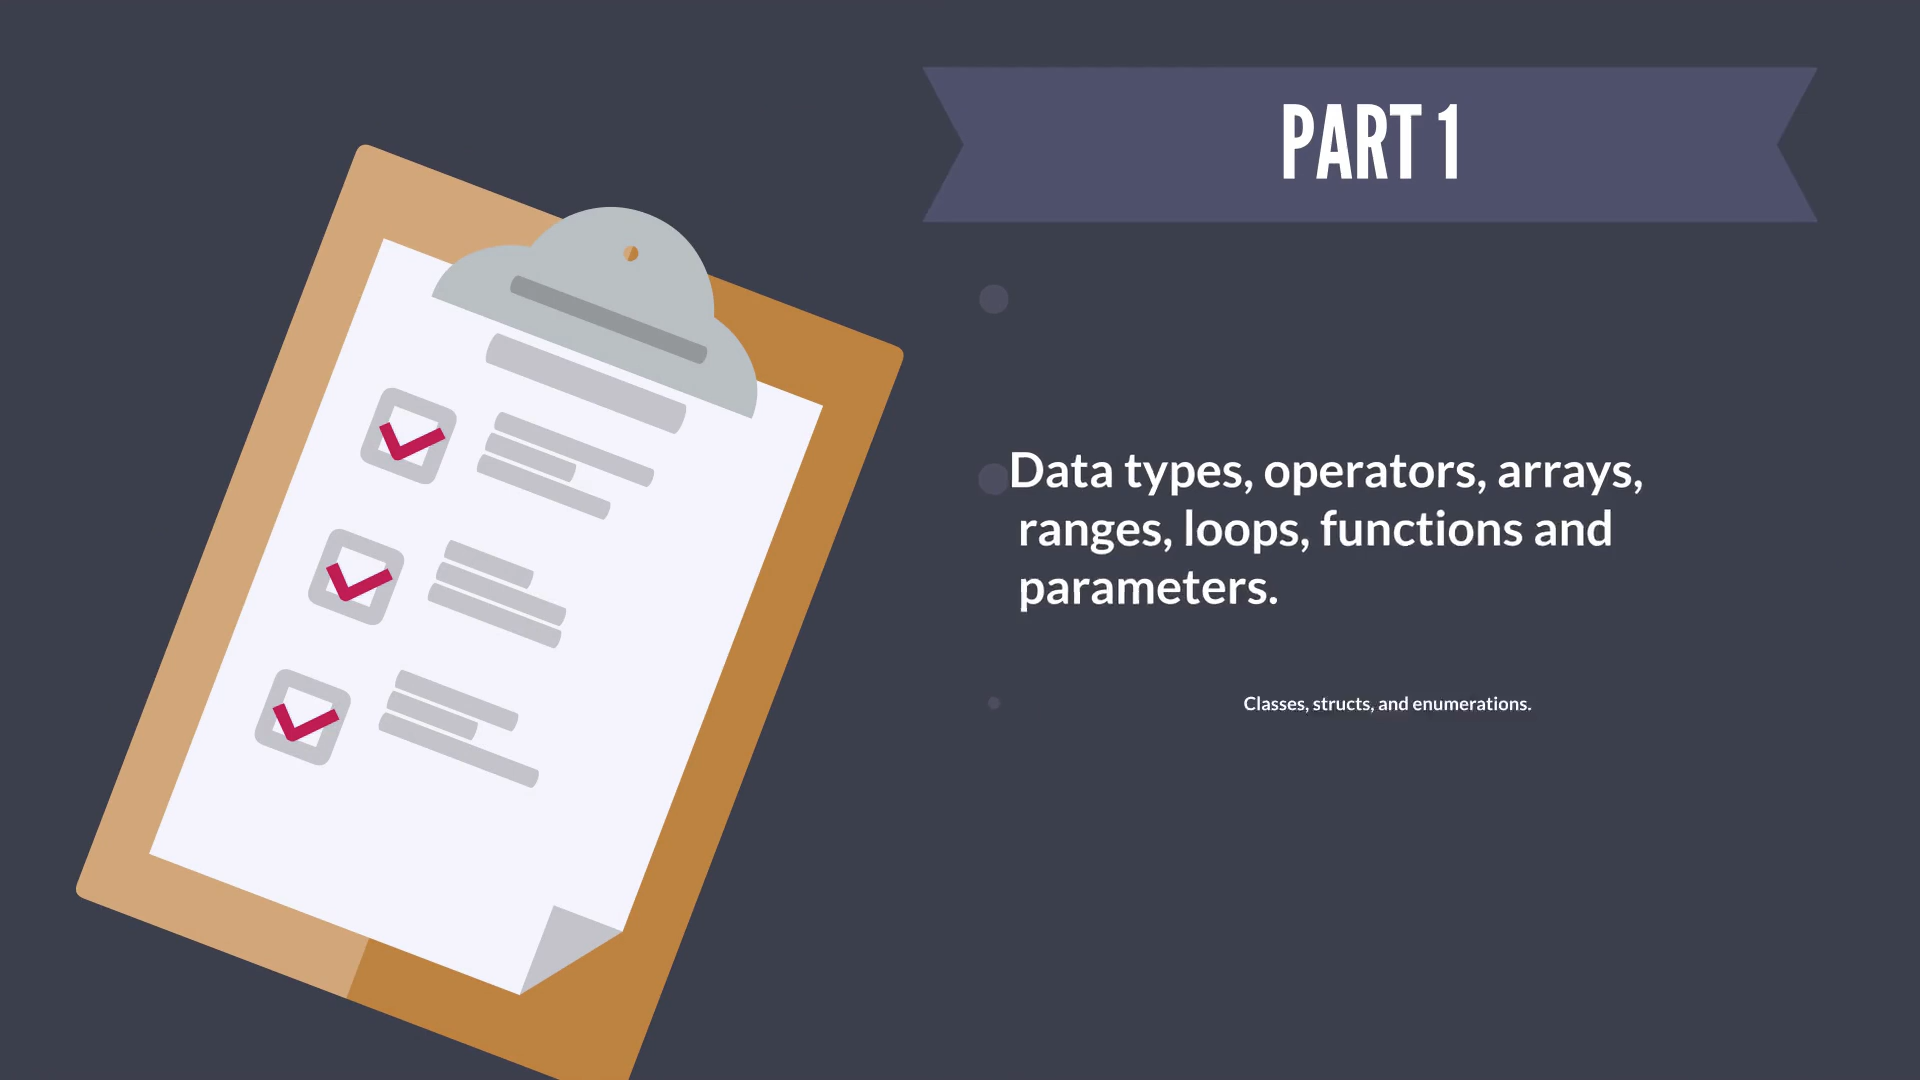 PART 1
Data types, operators, arrays,
ranges, loops, functions and
parameters.
Classes, structs, and enumerations.